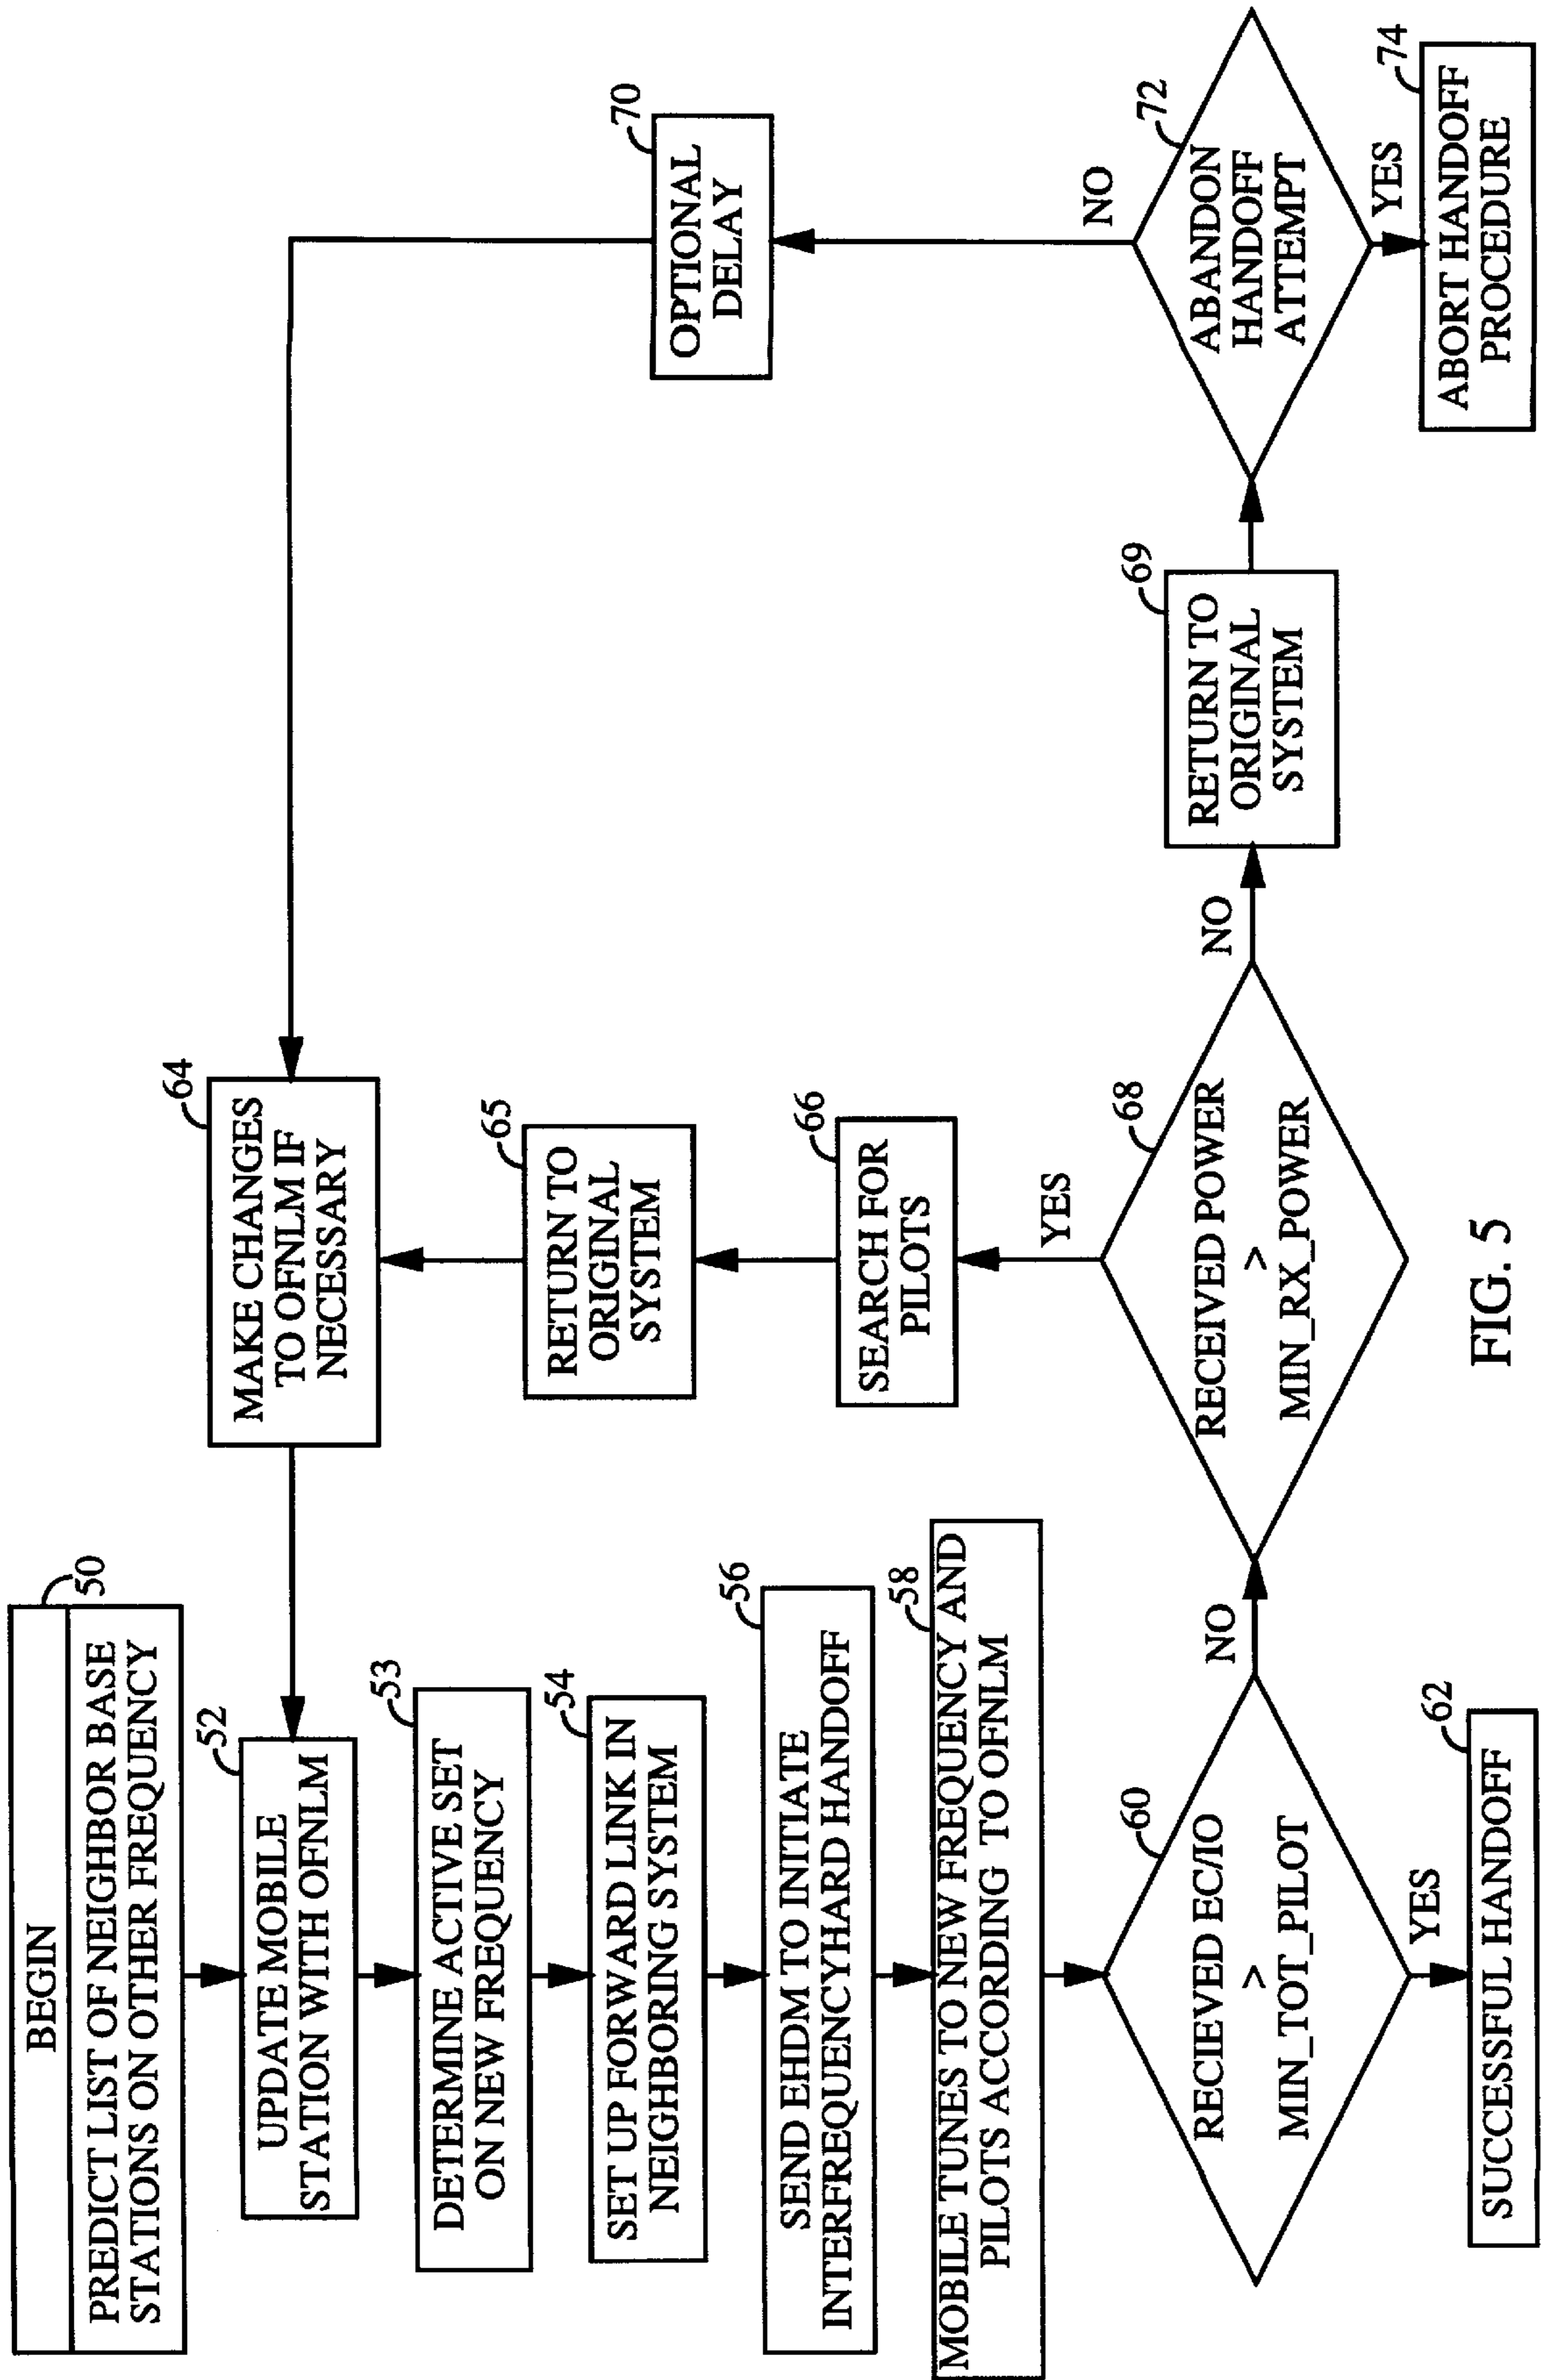 BEGIN
50
PREDICT LIST OF NEIGHBOR BASE
STATIONS ON OTHER FREQUENCY
52
UPDATE MOBILE
STATION WITH OFNLM
53
DETERMINE ACTIVE SET
ON NEW FREQUENCY
54
SET UP FORWARD LINK IN
NEIGHBORING SYSTEM
56
SEND EHDM TO INITIATE
INTERFREQUENCYHARD HANDOFF
58
MOBILE TUNES TO NEW FREQUENCY AND
PILOTS ACCORDING TO OFNLM
60
RECIEVED EC/IO
>
MIN_TOT_PILOT
NO
YES
62
SUCCESSFUL HANDOFF
64
MAKE CHANGES
TO OFNLM IF
NECESSARY
65
RETURN TO
ORIGINAL
SYSTEM
66
SEARCH FOR
PILOTS
YES
68
RECEIVED POWER
>
MIN_RX_POWER
NO
69
RETURN TO
ORIGINAL
SYSTEM
70
OPTIONAL
DELAY
NO
72
ABANDON
HANDOFF
ATTEMPT
YES
74
ABORT HANDOFF
PROCEDURE
FIG. 5